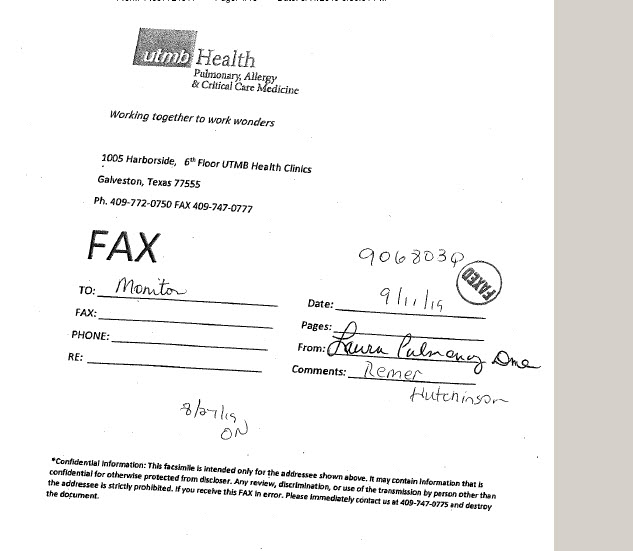 utmb Health
Pulmonary, Allergy
& Critical Care Medicine
Working together to work wonders
1005 Harborside, 6th Floor UTMB Health Clinics
Galveston, Texas 77555
Ph. 409-772-0750 FAX 409-747-0777
FAX
9068030
FAXED
TO: Monitor
Date: 9/11/19
FAX:
Pages:
PHONE:
From: Laura Pulmonary
RE:
Comments: Remer
Hutchinson
8/27/19
ON
*Confidential Information: This facsimile is intended only for the addressee shown above. It may contain information that is
confidential for otherwise protected from discloser. Any review, discrimination, or use of the transmission by person other than
the addressee is strictly prohibited. If you receive this FAX in error. Please immediately contact us at 409-747-0775 and destroy
the document.